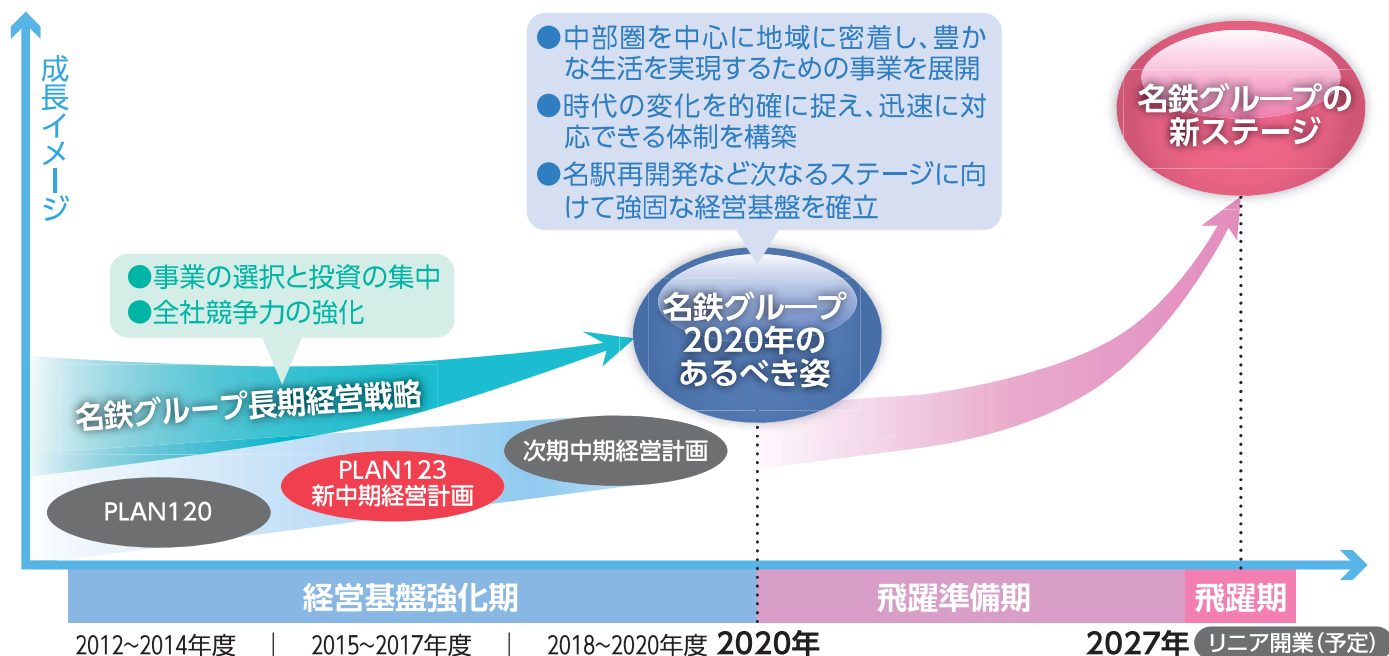 成長イメージ
●中部圏を中心に地域に密着し、豊か
な生活を実現するための事業を展開
●時代の変化を的確に捉え、迅速に対
応できる体制を構築
●名駅再開発など次なるステージに向
けて強固な経営基盤を確立
名鉄グループの
新ステージ
●事業の選択と投資の集中
●全社競争力の強化
名鉄グループ
2020年の
あるべき姿
名鉄グループ長期経営戦略
PLAN120
PLAN123
新中期経営計画
次期中期経営計画
経営基盤強化期
飛躍準備期
飛躍期
2012~2014年度 | 2015~2017年度 | 2018~2020年度 2020年 2027年 リニア開業(予定)